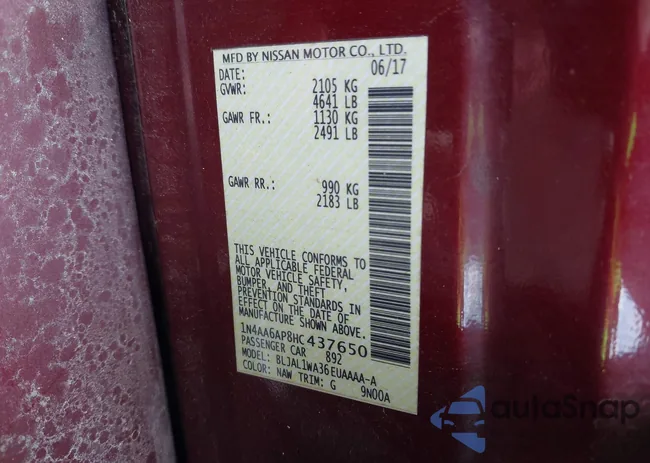 MFD BY NISSAN MOTOR CO., LTD.
DATE: 06/17
GVWR: 2105 KG
4641 LB
GAWR FR.: 1130 KG
2491 LB
GAWR RR.: 990 KG
2183 LB
THIS VEHICLE CONFORMS TO
ALL APPLICABLE FEDERAL
MOTOR VEHICLE SAFETY,
BUMPER, AND THEFT
PREVENTION STANDARDS IN
EFFECT ON THE DATE OF
MANUFACTURE SHOWN ABOVE.
1N4AA6AP8HC437650
PASSENGER CAR 892
MODEL: BLJAL1WA36EUAAAA-A
COLOR: NAW TRIM: G 9N00A
autoSnap